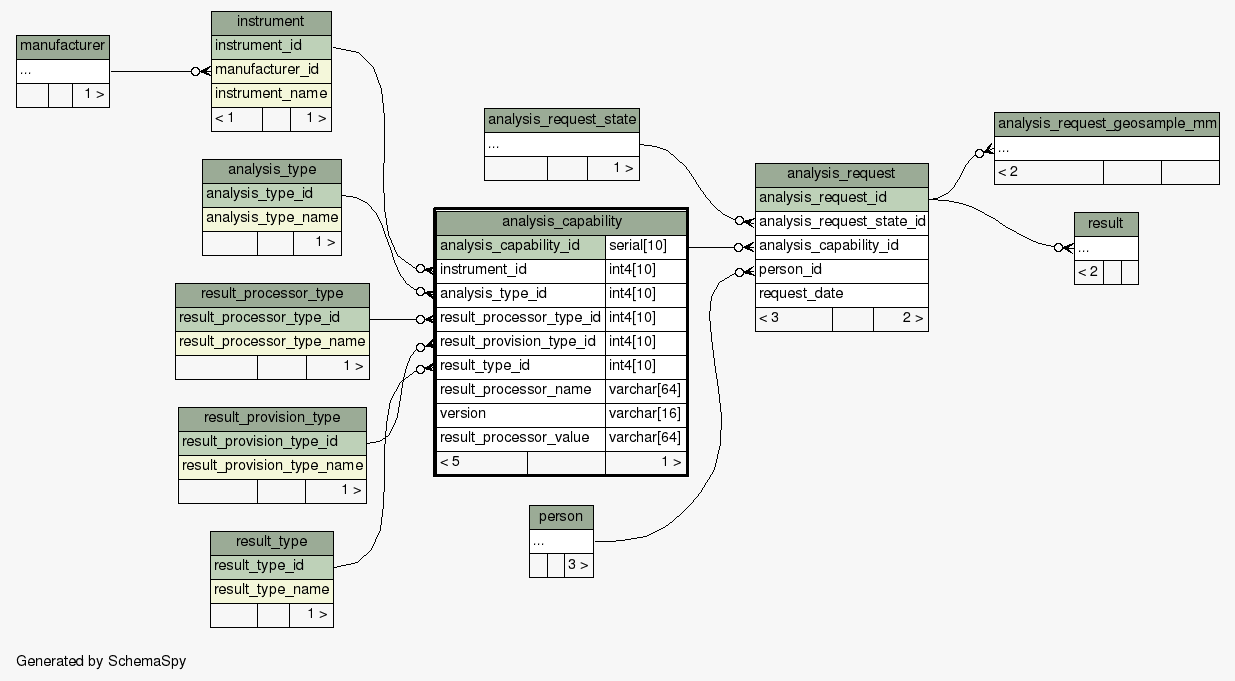 manufacturer
...
1 >
instrument
instrument_id
manufacturer_id
instrument_name
< 1 1 >
analysis_type
analysis_type_id
analysis_type_name
1 >
result_processor_type
result_processor_type_id
result_processor_type_name
1 >
result_provision_type
result_provision_type_id
result_provision_type_name
1 >
result_type
result_type_id
result_type_name
1 >
analysis_request_state
...
1 >
analysis_capability
analysis_capability_id serial[10]
instrument_id int4[10]
analysis_type_id int4[10]
result_processor_type_id int4[10]
result_provision_type_id int4[10]
result_type_id int4[10]
result_processor_name varchar[64]
version varchar[16]
result_processor_value varchar[64]
< 5 1 >
person
...
3 >
analysis_request
analysis_request_id
analysis_request_state_id
analysis_capability_id
person_id
request_date
< 3 2 >
analysis_request_geosample_mm
...
< 2
result
...
< 2
Generated by SchemaSpy